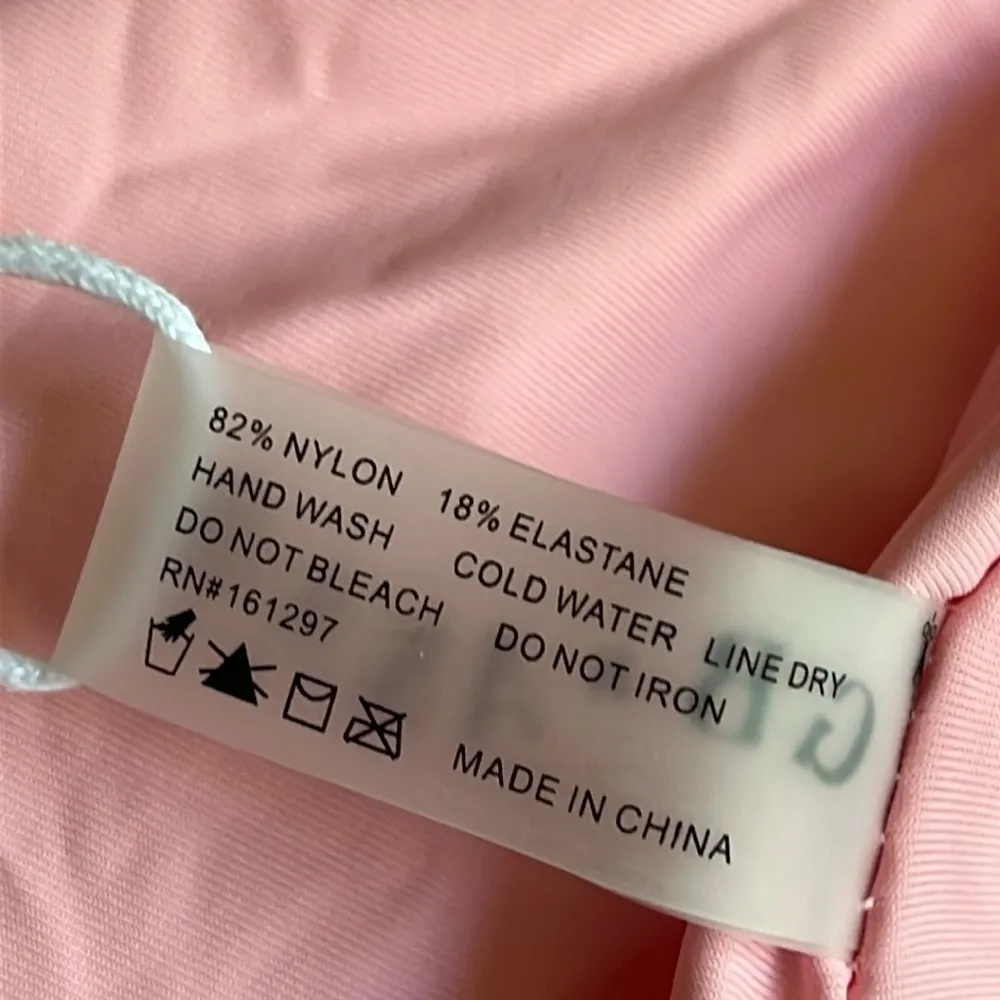 82% NYLON 18% ELASTANE
HAND WASH COLD WATER LINE DRY
DO NOT BLEACH DO NOT IRON
RN#161297
MADE IN CHINA